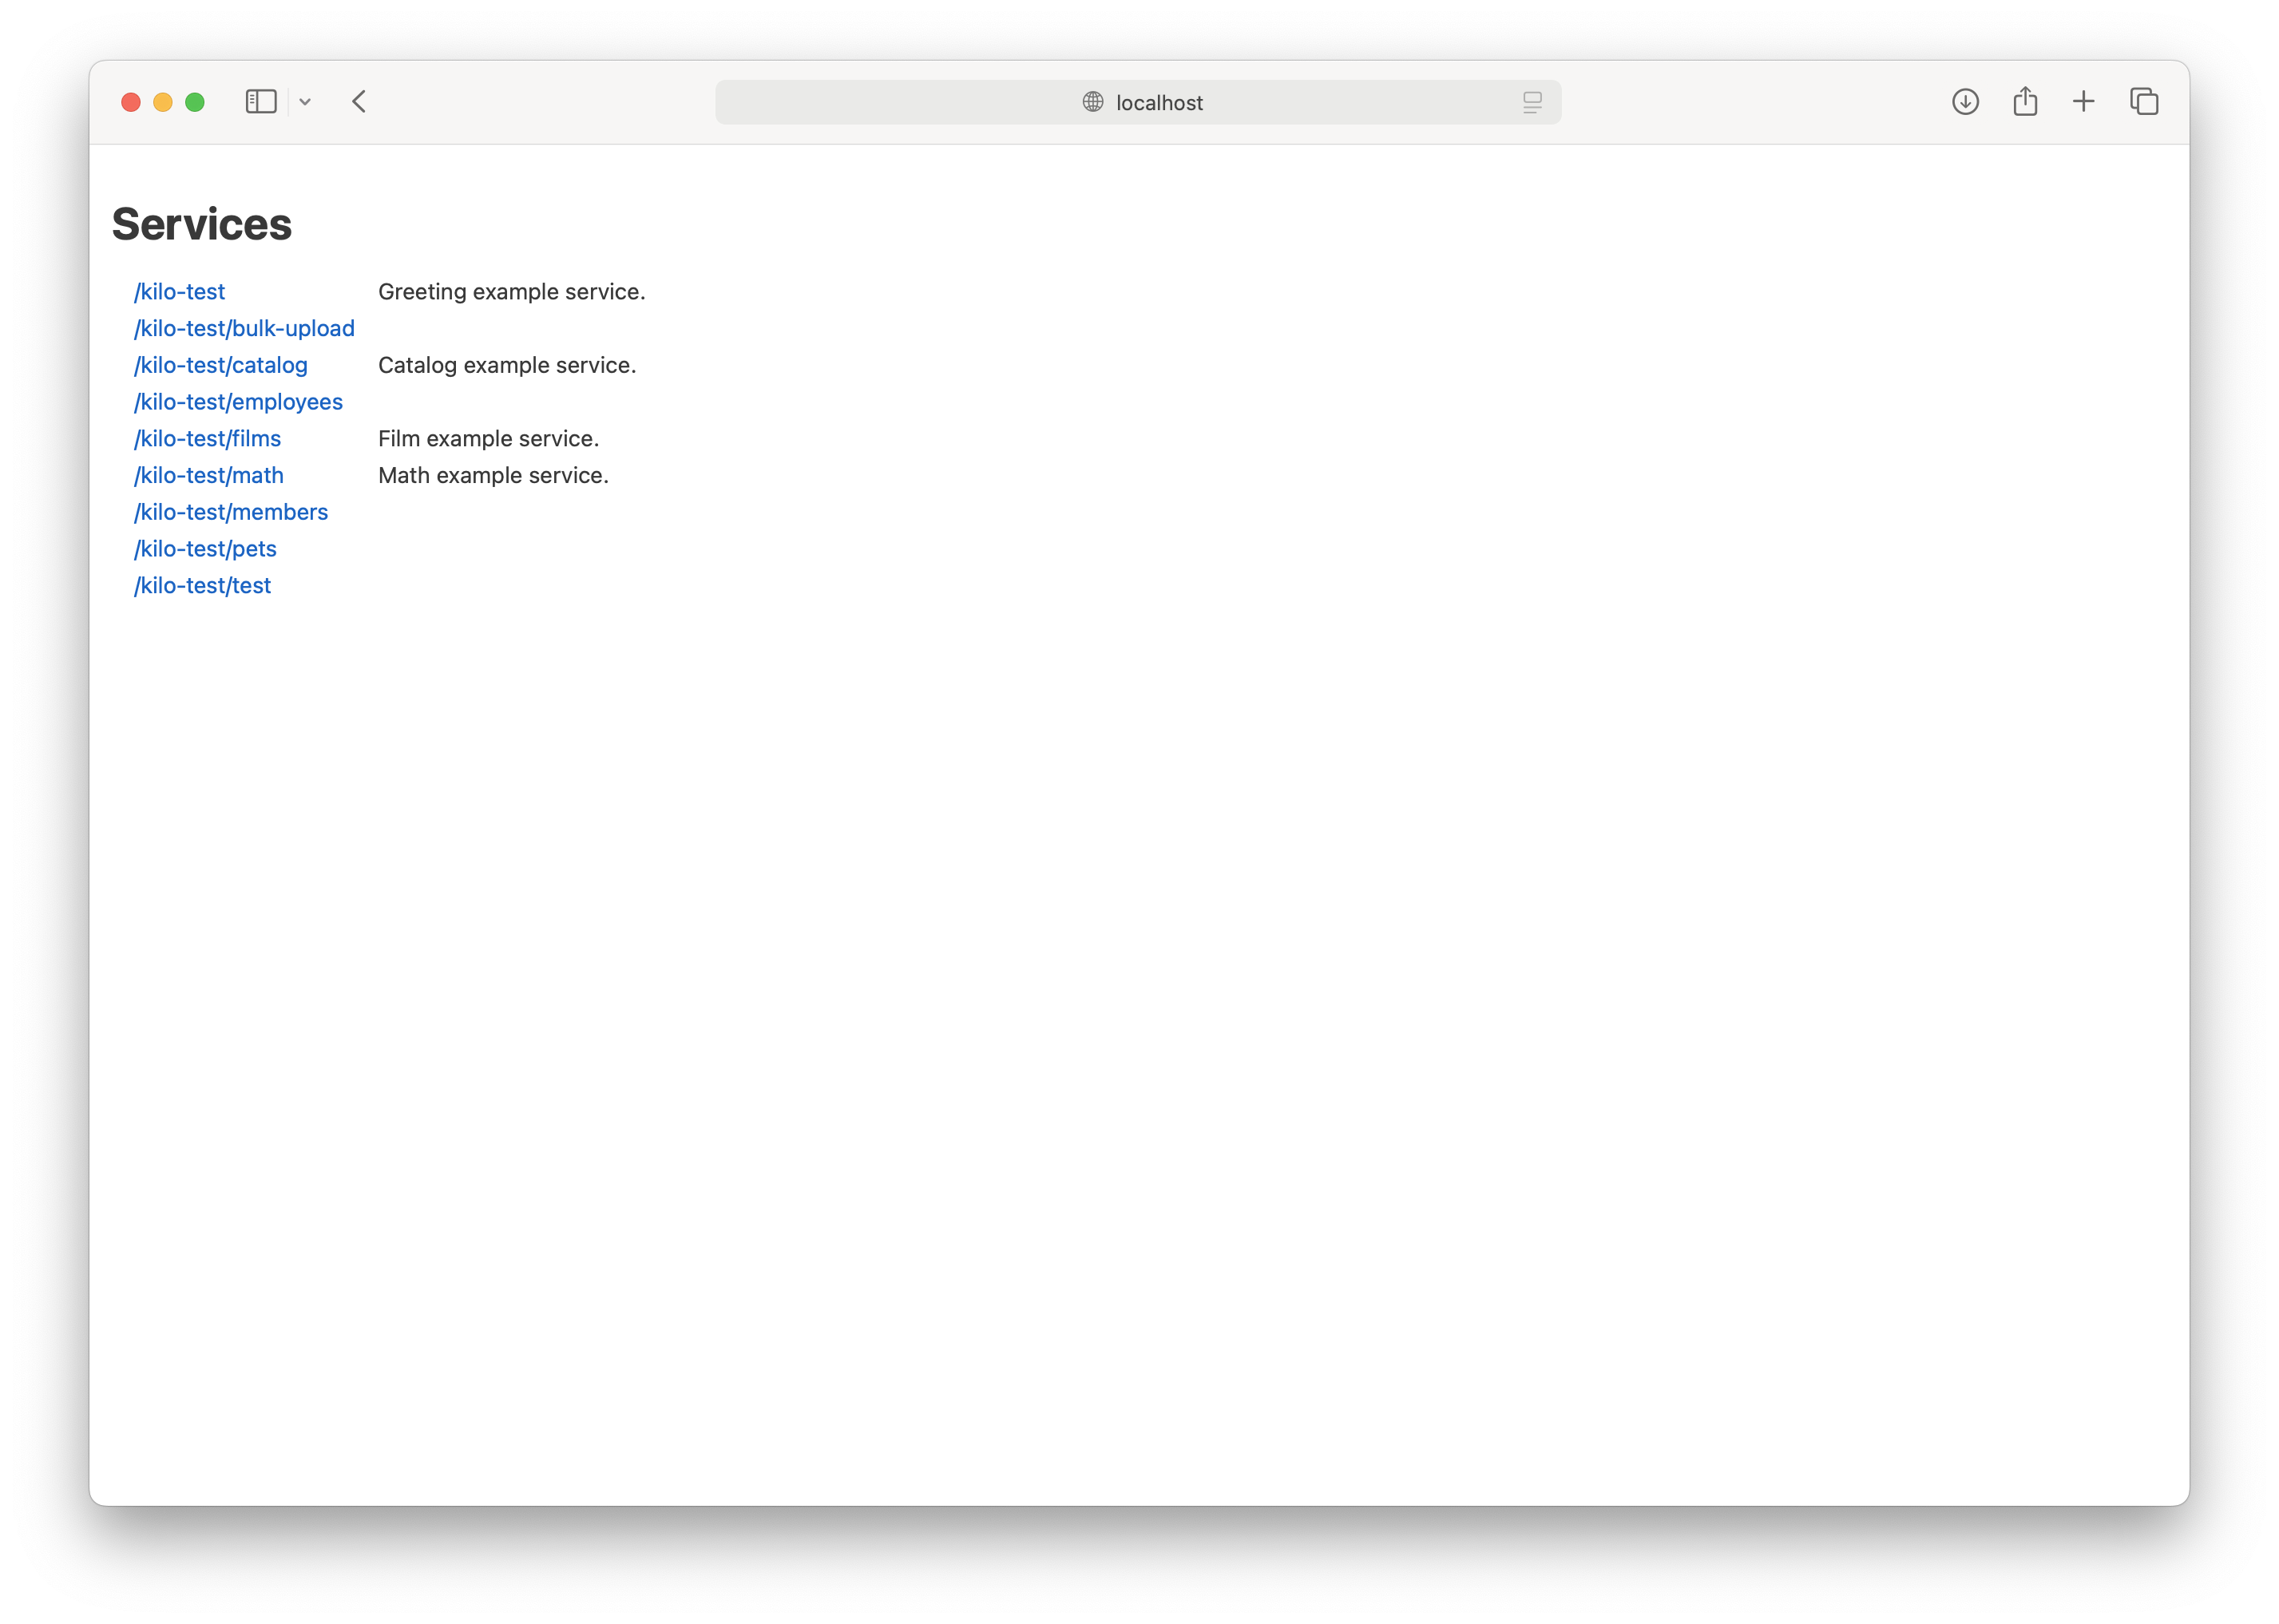 localhost
Services
/kilo-test Greeting example service.
/kilo-test/bulk-upload
/kilo-test/catalog Catalog example service.
/kilo-test/employees
/kilo-test/films Film example service.
/kilo-test/math Math example service.
/kilo-test/members
/kilo-test/pets
/kilo-test/test